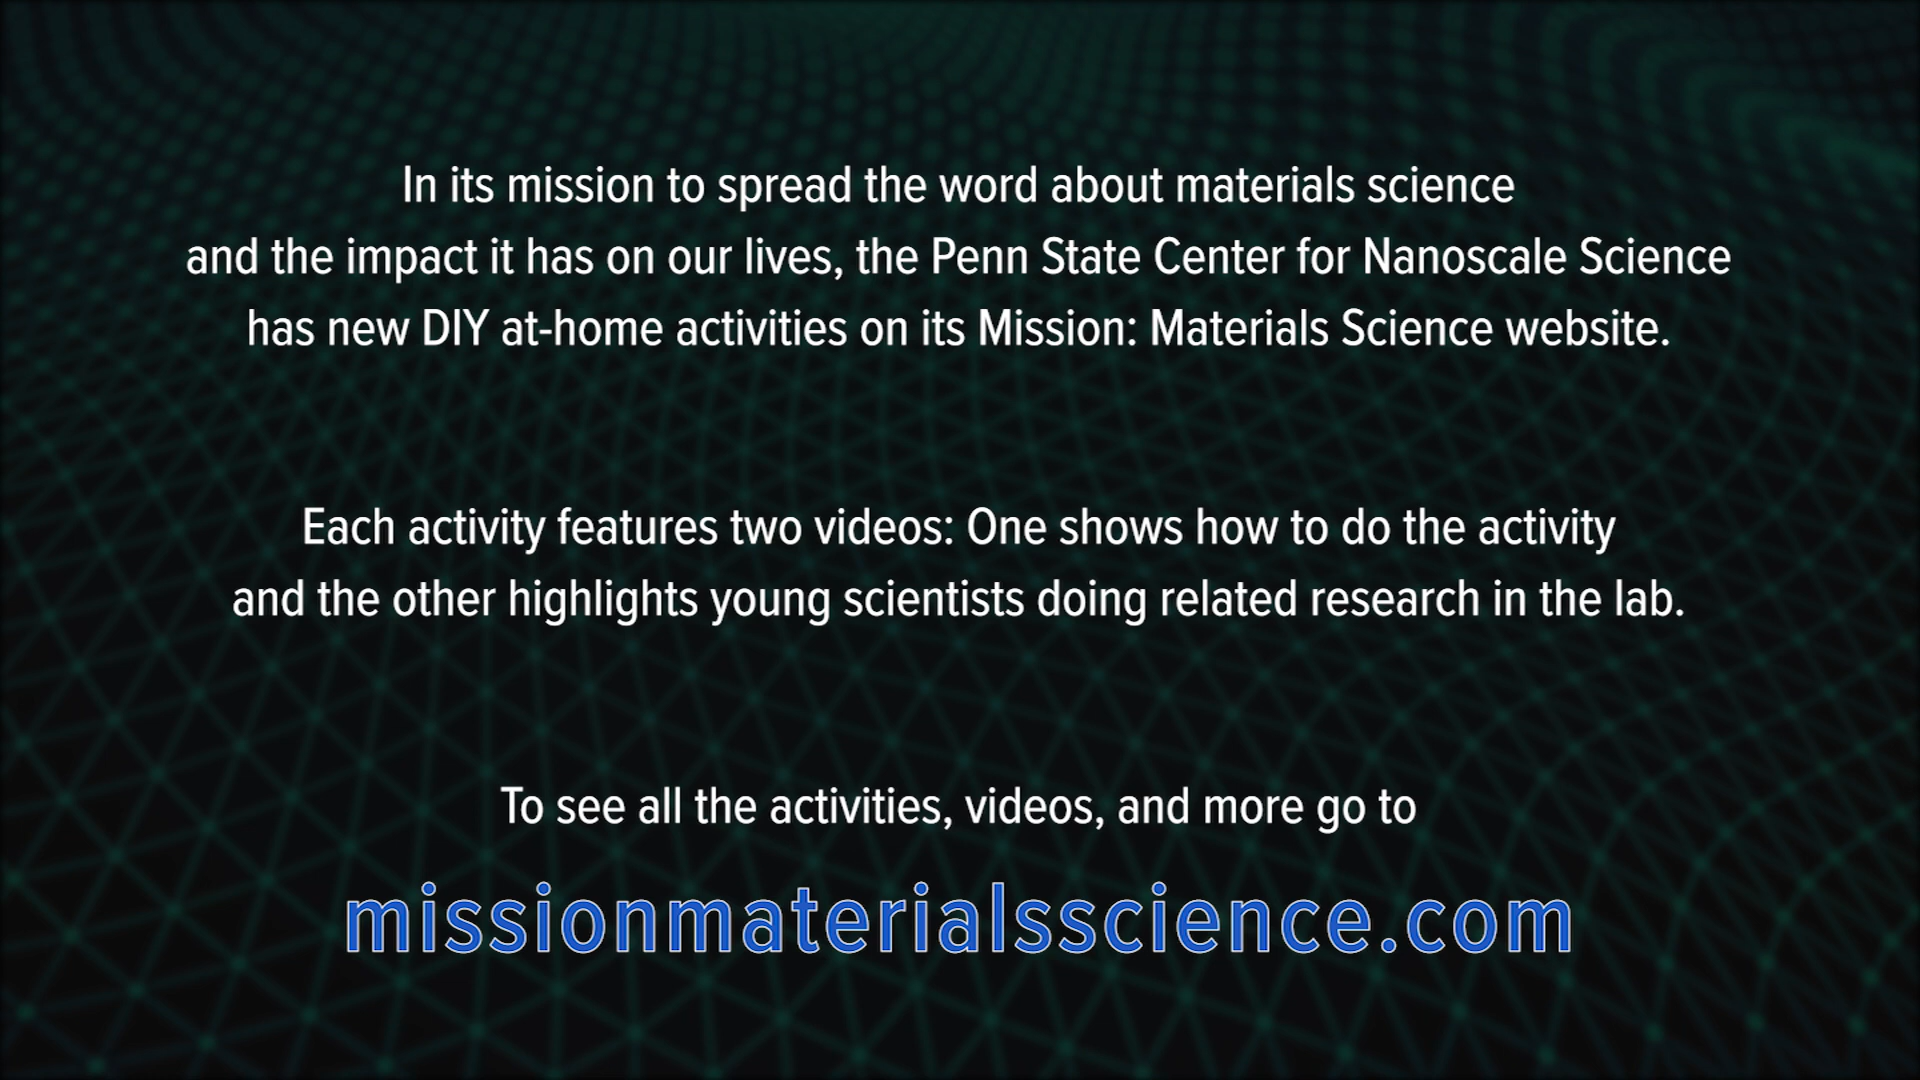 In its mission to spread the word about materials science
and the impact it has on our lives, the Penn State Center for Nanoscale Science
has new DIY at-home activities on its Mission: Materials Science website.
Each activity features two videos: One shows how to do the activity
and the other highlights young scientists doing related research in the lab.
To see all the activities, videos, and more go to
missionmaterialsscience.com